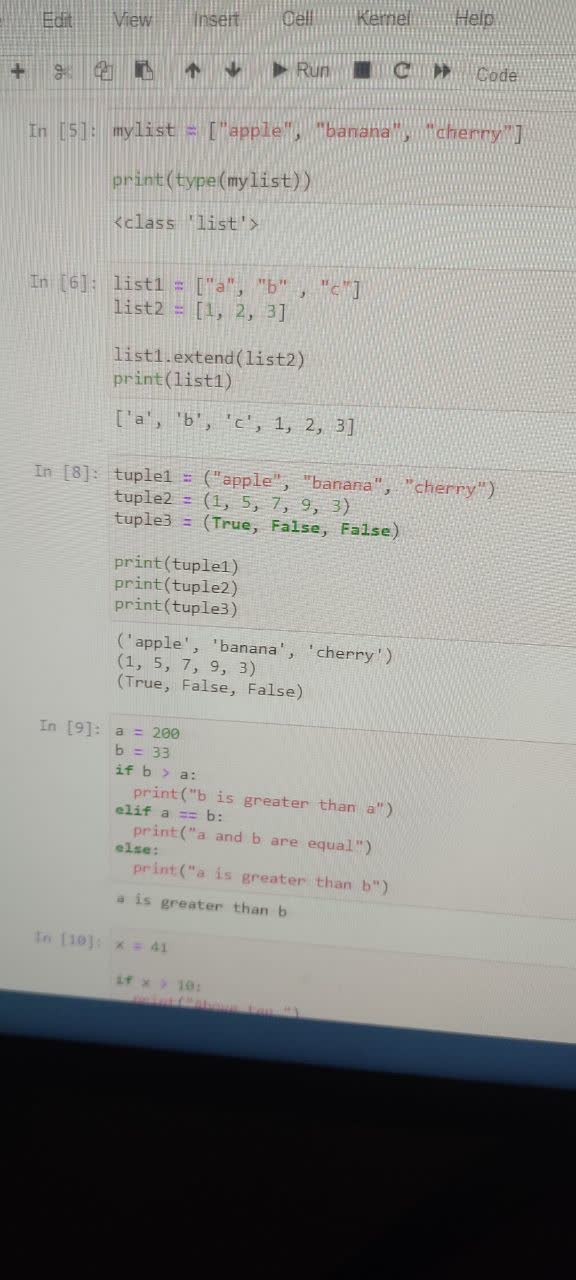 Edit View Insert Cell Kernel Help
Run Code
In [5]: mylist = ["apple", "banana", "cherry"]
print(type(mylist))
<class 'list'>
In [6]: list1 = ["a", "b" , "c"]
list2 = [1, 2, 3]
list1.extend(list2)
print(list1)
['a', 'b', 'c', 1, 2, 3]
In [8]: tuple1 = ("apple", "banana", "cherry")
tuple2 = (1, 5, 7, 9, 3)
tuple3 = (True, False, False)
print(tuple1)
print(tuple2)
print(tuple3)
('apple', 'banana', 'cherry')
(1, 5, 7, 9, 3)
(True, False, False)
In [9]: a = 200
b = 33
if b > a:
print("b is greater than a")
elif a == b:
print("a and b are equal")
else:
print("a is greater than b")
a is greater than b
In [10]: x = 41
if x > 10:
print("Above ten,")